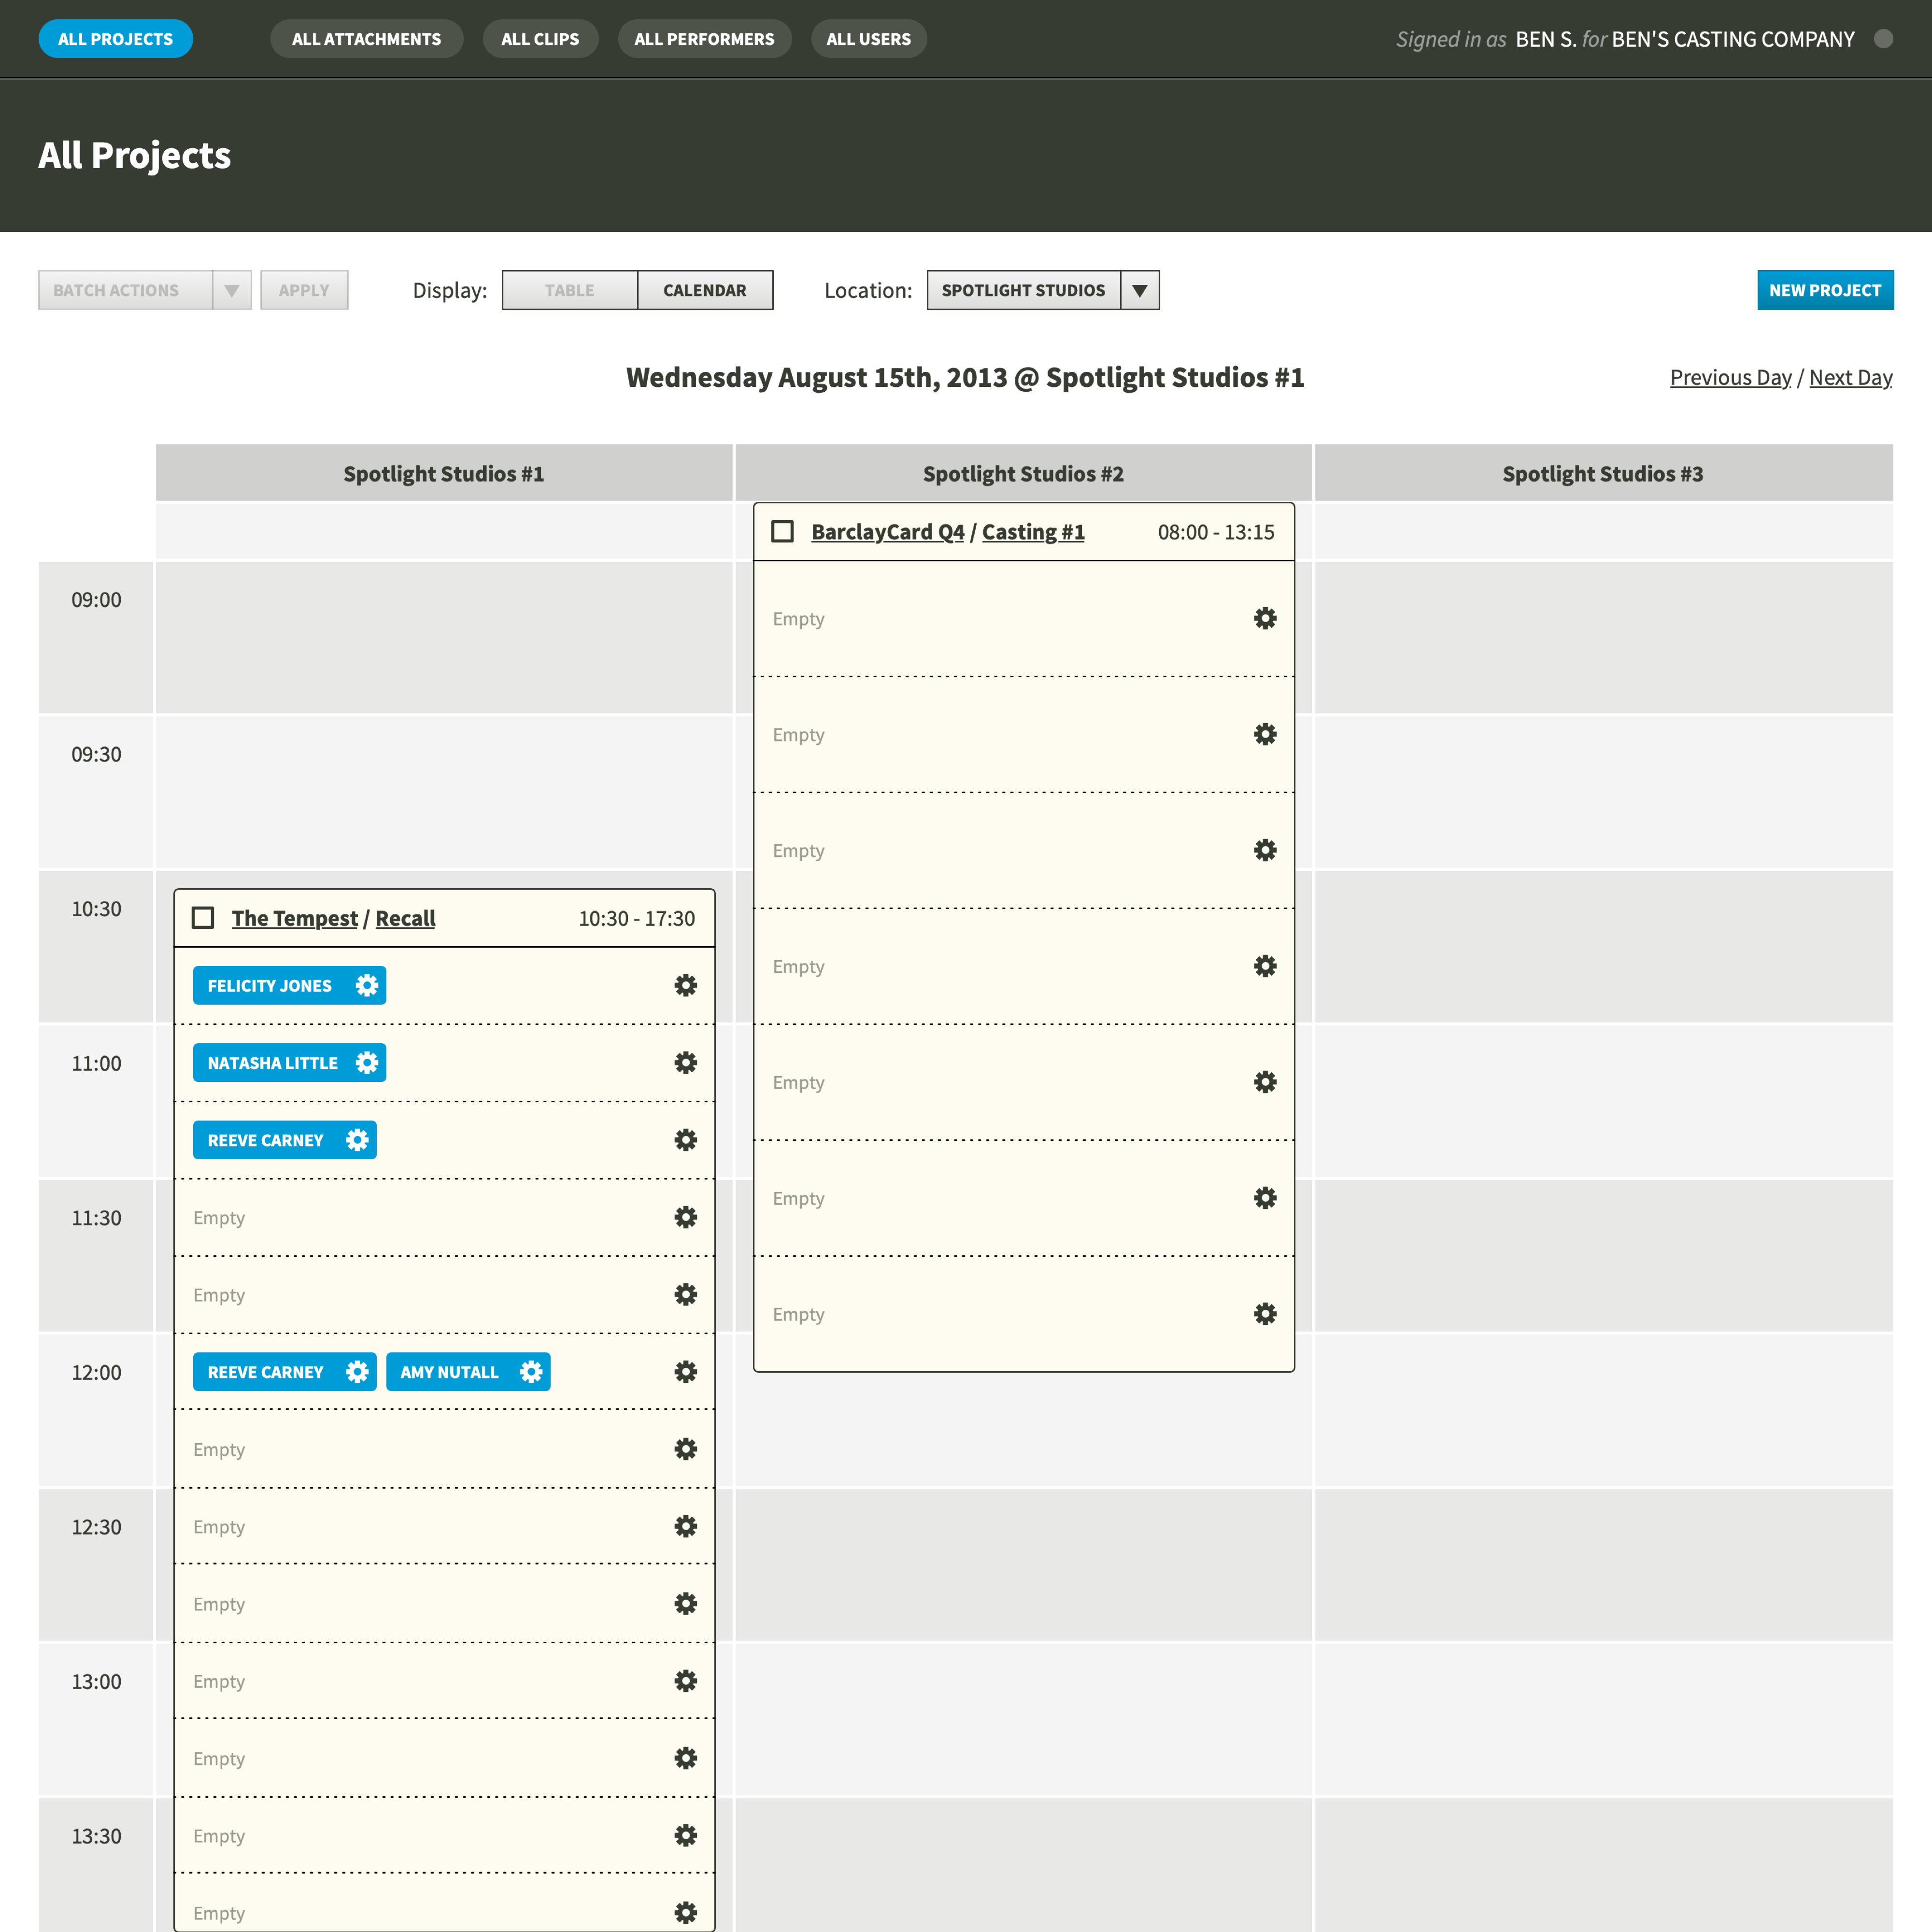 ALL PROJECTS ALL ATTACHMENTS ALL CLIPS ALL PERFORMERS ALL USERS Signed in as BEN S. for BEN'S CASTING COMPANY
All Projects
BATCH ACTIONS APPLY Display: TABLE CALENDAR Location: SPOTLIGHT STUDIOS NEW PROJECT
Wednesday August 15th, 2013 @ Spotlight Studios #1 Previous Day / Next Day
Spotlight Studios #1 Spotlight Studios #2 Spotlight Studios #3
BarclayCard Q4 / Casting #1 08:00 - 13:15
09:00
Empty
Empty
09:30
Empty
10:30
The Tempest / Recall 10:30 - 17:30
Empty
FELICITY JONES
11:00
NATASHA LITTLE
Empty
REEVE CARNEY
Empty
11:30
Empty
Empty
Empty
12:00
REEVE CARNEY AMY NUTALL
Empty
12:30
Empty
Empty
13:00
Empty
Empty
13:30
Empty
Empty